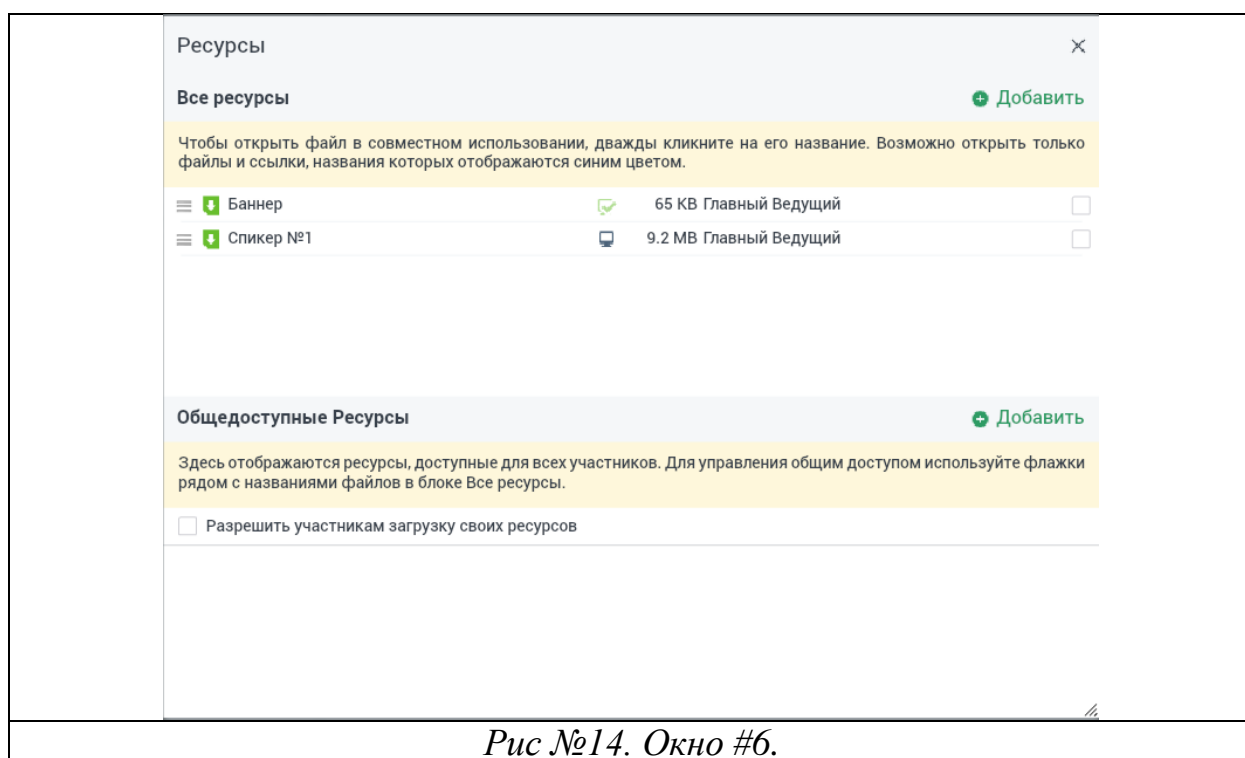 Ресурсы
Все ресурсы Добавить
Чтобы открыть файл в совместном использовании, дважды кликните на его название. Возможно открыть только
файлы и ссылки, названия которых отображаются синим цветом.
Баннер 65 KB Главный Ведущий
Спикер №1 9.2 MB Главный Ведущий
Общедоступные Ресурсы Добавить
Здесь отображаются ресурсы, доступные для всех участников. Для управления общим доступом используйте флажки
рядом с названиями файлов в блоке Все ресурсы.
Разрешить участникам загрузку своих ресурсов
Рис №14. Окно #6.